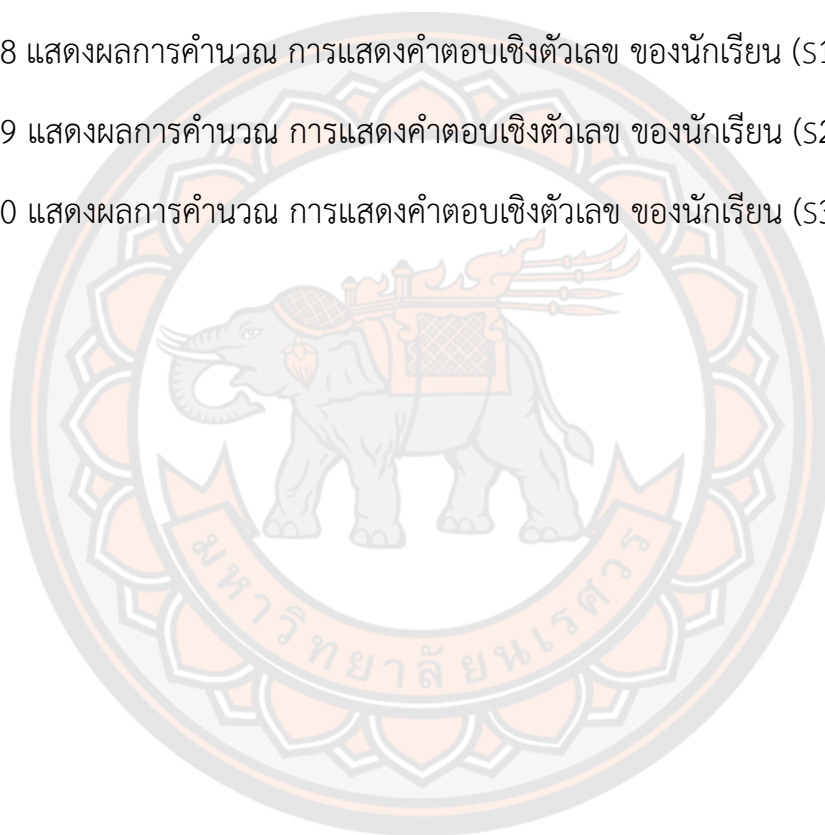 8 แสดงผลการคำนวณ การแสดงคำตอบเชิงตัวเลข ของนักเรียน (S1
9 แสดงผลการคำนวณ การแสดงคำตอบเชิงตัวเลข ของนักเรียน (S2
0 แสดงผลการคำนวณ การแสดงคำตอบเชิงตัวเลข ของนักเรียน (S3
มหาวิทยาลัยนเรศวร